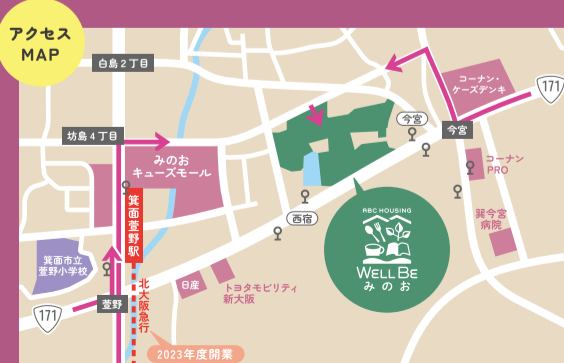 アクセス
MAP
白島2丁目
コーナン・
ケーズデンキ
171
今宮
今宮
坊島4丁目
みのお
キューズモール
コーナン
PRO
箕面萱野駅
ABC HOUSING
WELLBE
みのお
西宿
巽今宮
病院
箕面市立
萱野小学校
北大阪急行
日産
トヨタモビリティ
新大阪
萱野
171
2023年度開業